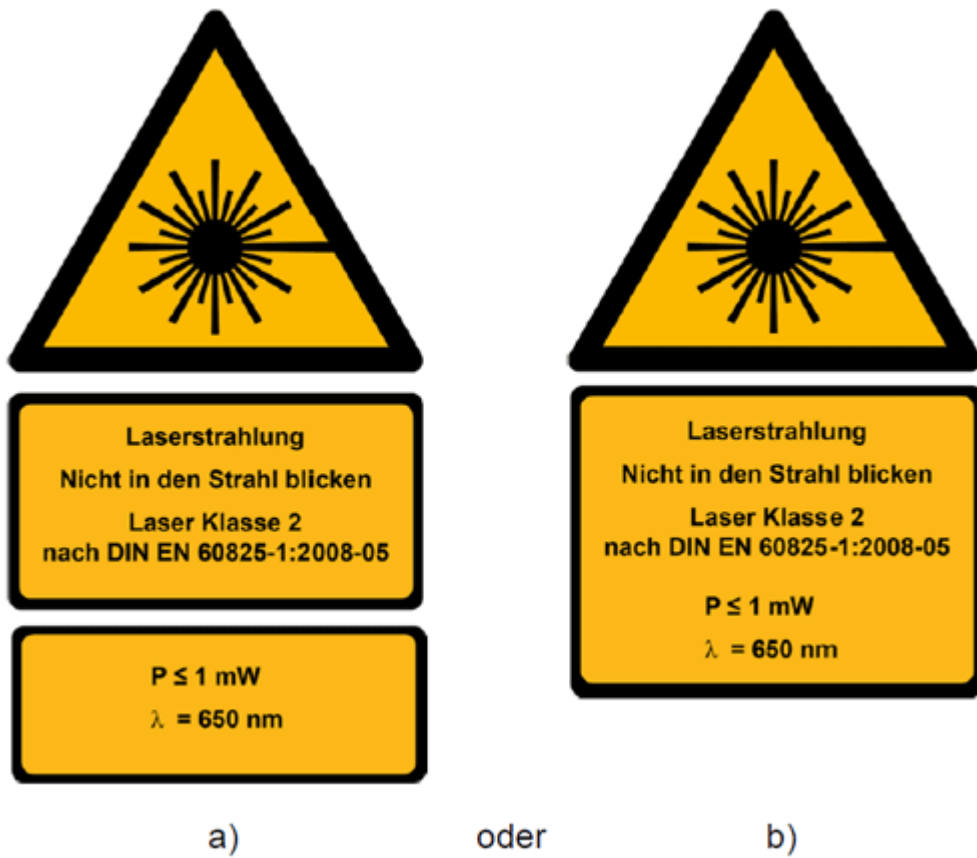 Laserstrahlung
Nicht in den Strahl blicken
Laser Klasse 2
nach DIN EN 60825-1:2008-05
P ≤ 1 mW
λ = 650 nm
Laserstrahlung
Nicht in den Strahl blicken
Laser Klasse 2
nach DIN EN 60825-1:2008-05
P ≤ 1 mW
λ = 650 nm
a) oder b)